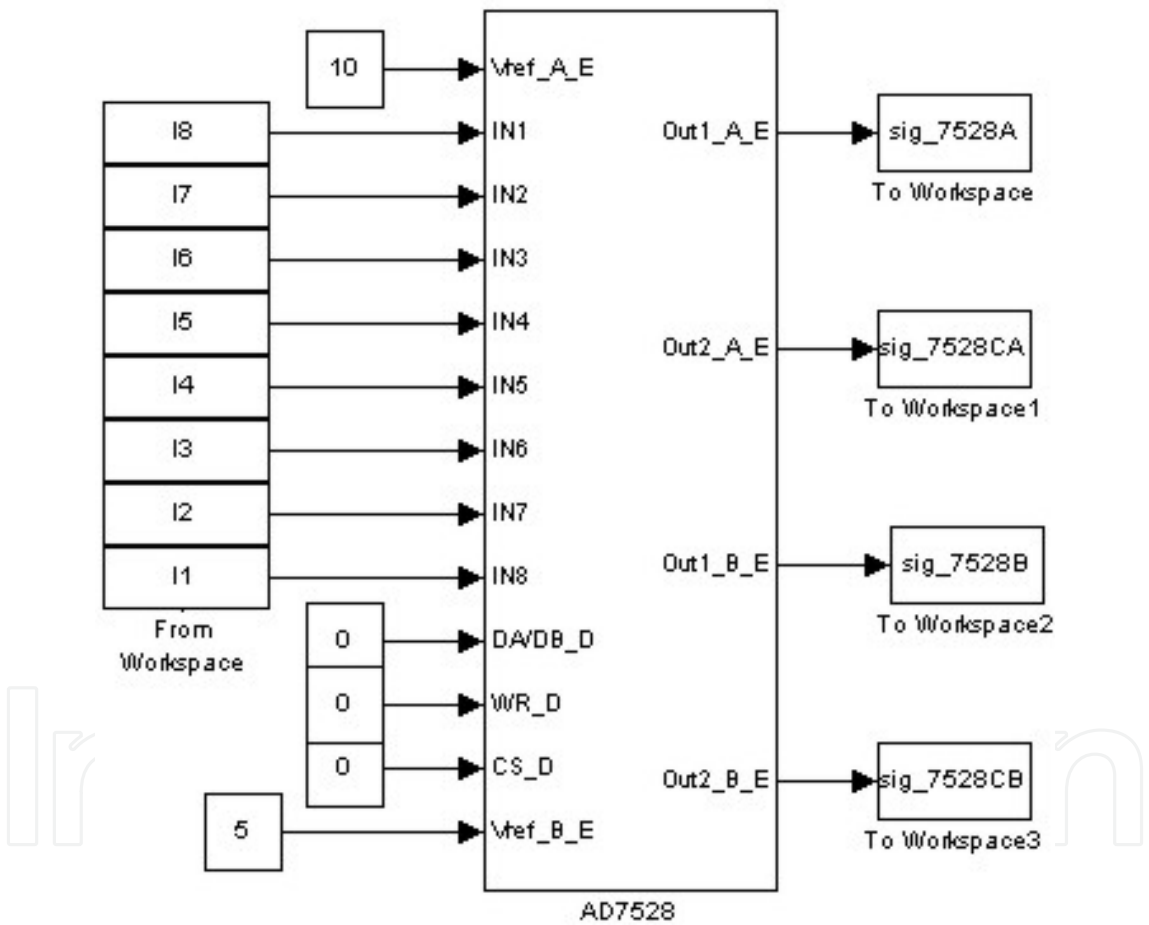 10
Vref_A_E
I8
IN1
Out1_A_E
sig_7528A
To Workspace
I7
IN2
I6
IN3
I5
IN4
Out2_A_E
sig_7528CA
To Workspace1
I4
IN5
I3
IN6
I2
IN7
I1
IN8
Out1_B_E
sig_7528B
To Workspace2
From
Workspace
0
DA/DB_D
0
WR_D
0
CS_D
Out2_B_E
sig_7528CB
To Workspace3
5
Vref_B_E
AD7528